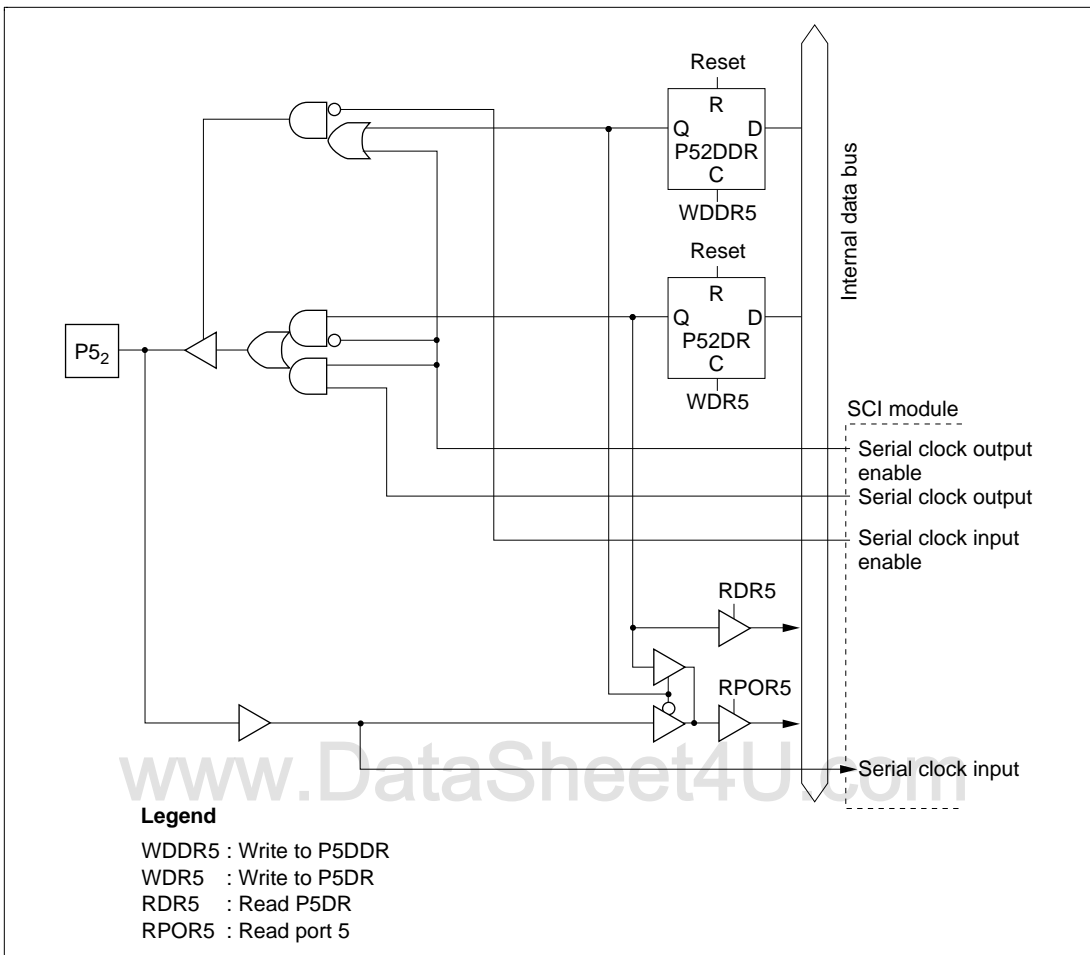 Reset
R
Q D
P52DDR
C
WDDR5
Internal data bus
Reset
R
Q D
P52DR
C
WDR5
P52
SCI module
Serial clock output
enable
Serial clock output
Serial clock input
enable
RDR5
RPOR5
Serial clock input
www.DataSheet4U.com
Legend
WDDR5 : Write to P5DDR
WDR5 : Write to P5DR
RDR5 : Read P5DR
RPOR5 : Read port 5